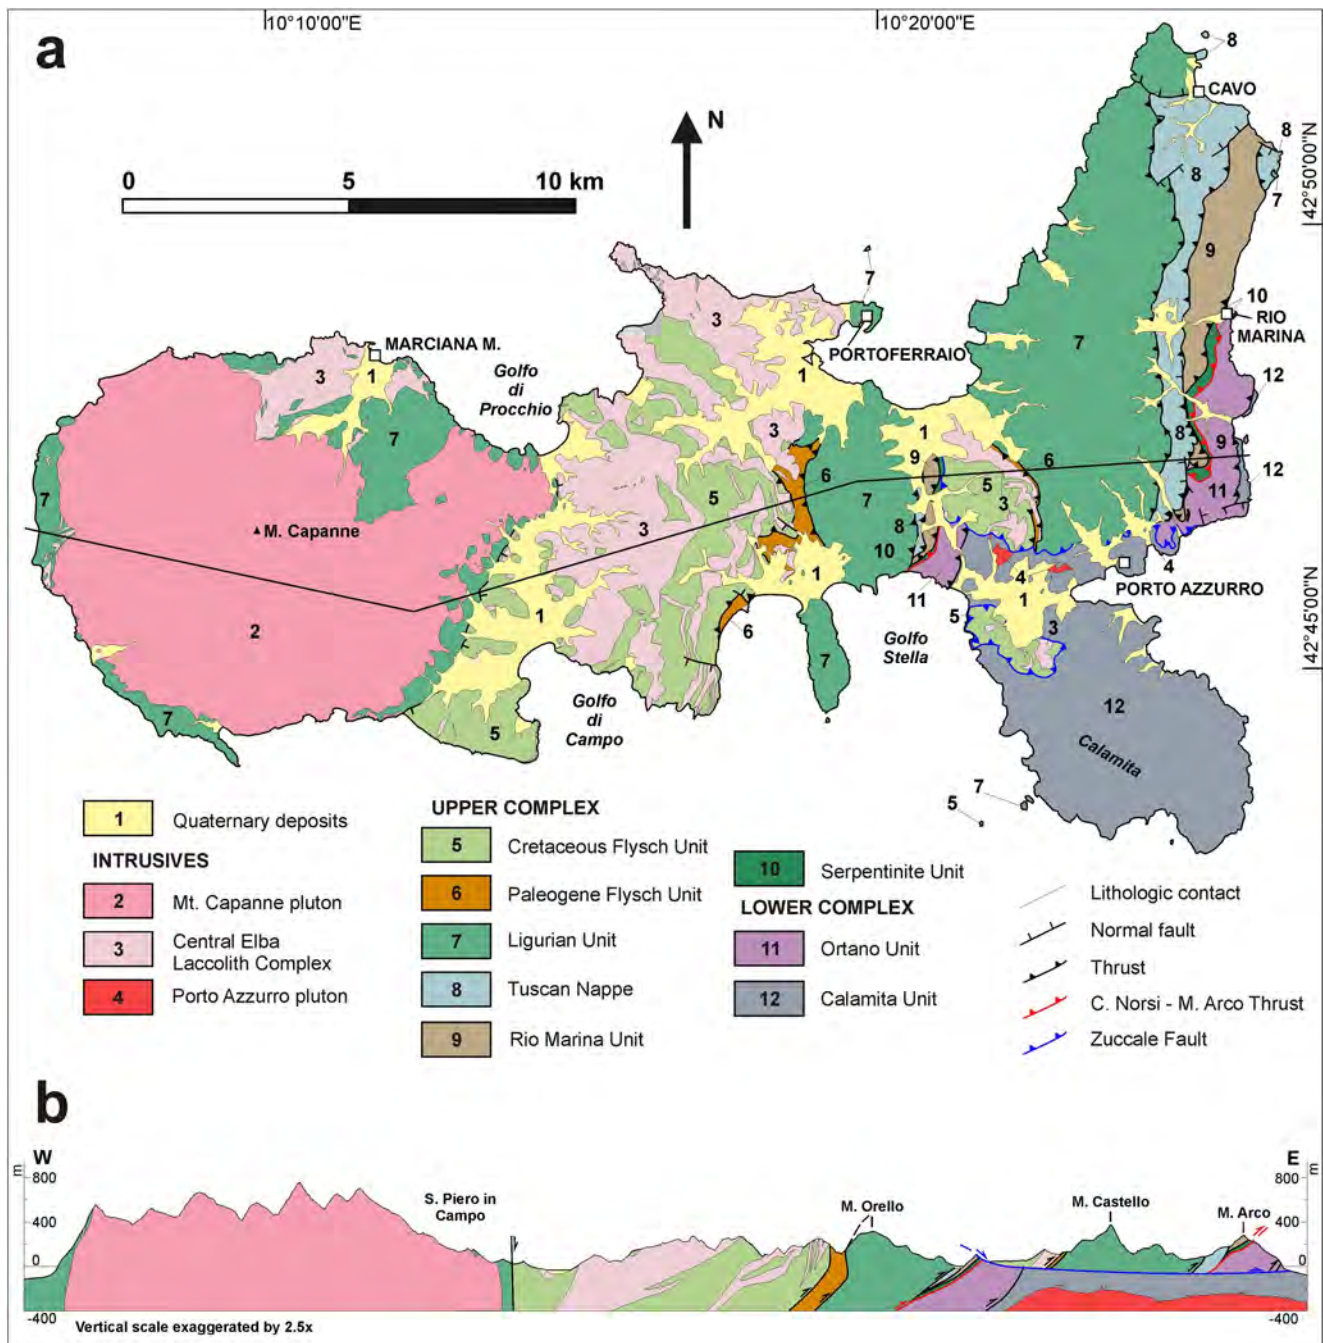 a
10°10'00"E
10°20'00"E
8
CAVO
N
0
5
10 km
8
8
7
42°50'00"N
9
7
3
10
RIO
MARINA
MARCIANA M.
3
1
Golfo
di
Procchio
PORTOFERRAIO
1
7
12
7
3
1
9
6
8
9
12
5
6
7
5
3
11
7
3
8
M. Capanne
10
4
4
PORTO AZZURRO
1
1
11
1
5
3
42°45'00"N
2
6
Golfo
Stella
7
7
5
Golfo
di
Campo
12
Calamita
7
5
1 Quaternary deposits
INTRUSIVES
2 Mt. Capanne pluton
3 Central Elba
Laccolith Complex
4 Porto Azzurro pluton
UPPER COMPLEX
5 Cretaceous Flysch Unit
6 Paleogene Flysch Unit
7 Ligurian Unit
8 Tuscan Nappe
9 Rio Marina Unit
10 Serpentinite Unit
LOWER COMPLEX
11 Ortano Unit
12 Calamita Unit
Lithologic contact
Normal fault
Thrust
C. Norsi - M. Arco Thrust
Zuccale Fault
b
W
E
m
800
400
0
-400
S. Piero in
Campo
M. Orello
M. Castello
M. Arco
m
800
400
0
-400
Vertical scale exaggerated by 2.5x